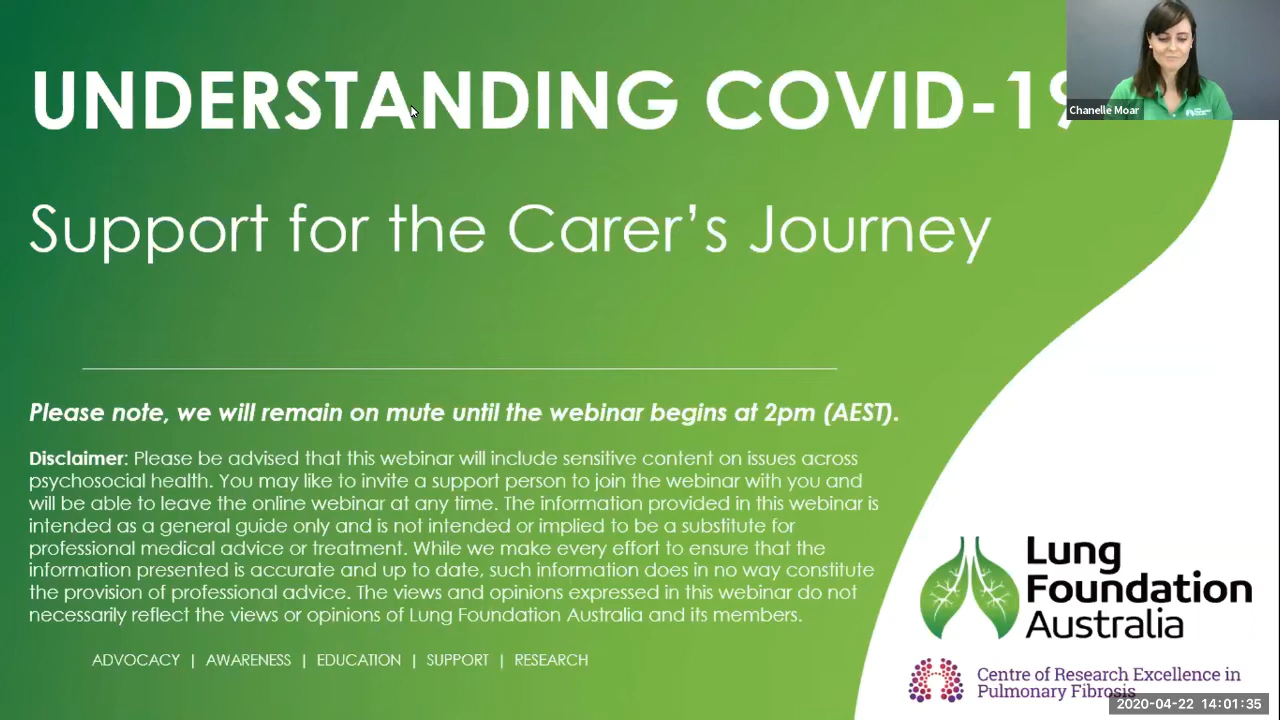 UNDERSTANDING COVID-19
Chanelle Moar
Support for the Carer's Journey
Please note, we will remain on mute until the webinar begins at 2pm (AEST).
Disclaimer: Please be advised that this webinar will include sensitive content on issues across
psychosocial health. You may like to invite a support person to join the webinar with you and
will be able to leave the online webinar at any time. The information provided in this webinar is
intended as a general guide only and is not intended or implied to be a substitute for
professional medical advice or treatment. While we make every effort to ensure that the
information presented is accurate and up to date, such information does in no way constitute
the provision of professional advice. The views and opinions expressed in this webinar do not
necessarily reflect the views or opinions of Lung Foundation Australia and its members.
ADVOCACY | AWARENESS | EDUCATION | SUPPORT | RESEARCH
Lung
Foundation
Australia
Centre of Research Excellence in
Pulmonary Fibrosis
2020-04-22 14:01:35